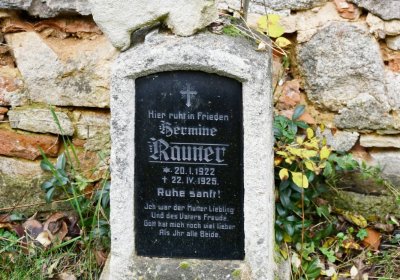 Hier ruht in Frieden
Hermine
Rauner
* 20. I. 1922
† 22. IV. 1925.
Ruhe sanft!
Ich war der Mutter Liebling
Und des Vaters Freude,
Gott hat mich noch viel lieber
Als Ihr alle Beide.